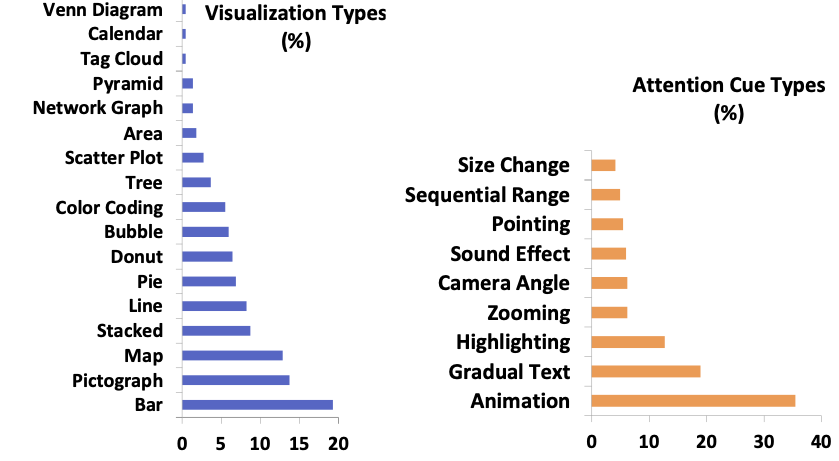 Visualization Types
(%)
Venn Diagram
Calendar
Tag Cloud
Pyramid
Network Graph
Area
Scatter Plot
Tree
Color Coding
Bubble
Donut
Pie
Line
Stacked
Map
Pictograph
Bar
0 5 10 15 20
Attention Cue Types
(%)
Size Change
Sequential Range
Pointing
Sound Effect
Camera Angle
Zooming
Highlighting
Gradual Text
Animation
0 10 20 30 40